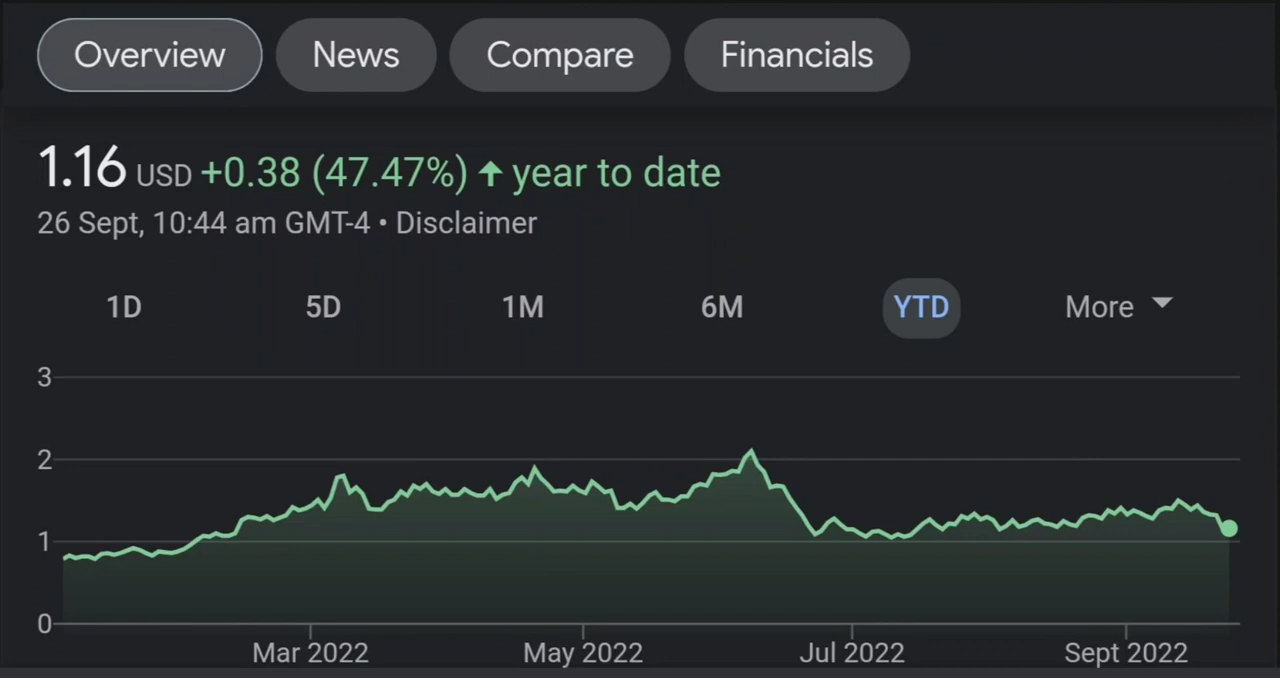 Overview News Compare Financials
1.16 USD +0.38 (47.47%) ↑ year to date
26 Sept, 10:44 am GMT-4 • Disclaimer
1D 5D 1M 6M YTD More
3
2
1
0
Mar 2022 May 2022 Jul 2022 Sept 2022